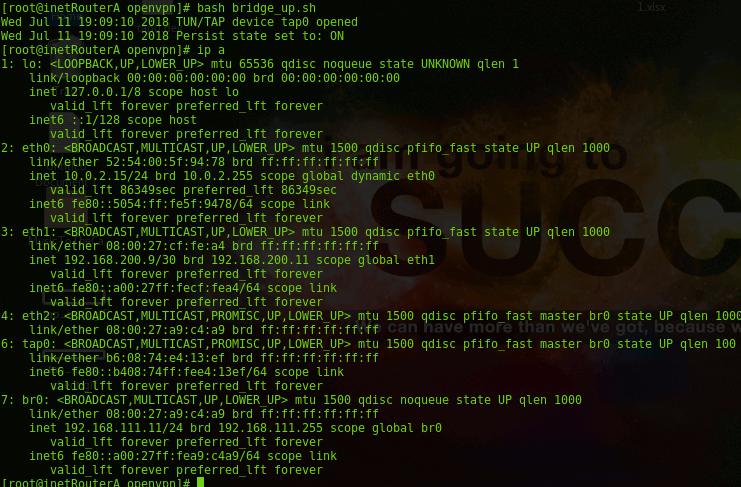 [root@inetRouterA openvpn]# bash bridge_up.sh
Wed Jul 11 19:09:10 2018 TUN/TAP device tap0 opened
Wed Jul 11 19:09:10 2018 Persist state set to: ON
[root@inetRouterA openvpn]# ip a
1: lo: <LOOPBACK,UP,LOWER_UP> mtu 65536 qdisc noqueue state UNKNOWN qlen 1
    link/loopback 00:00:00:00:00:00 brd 00:00:00:00:00:00
    inet 127.0.0.1/8 scope host lo
       valid_lft forever preferred_lft forever
    inet6 ::1/128 scope host
       valid_lft forever preferred_lft forever
2: eth0: <BROADCAST,MULTICAST,UP,LOWER_UP> mtu 1500 qdisc pfifo_fast state UP qlen 1000
    link/ether 52:54:00:5f:94:78 brd ff:ff:ff:ff:ff:ff
    inet 10.0.2.15/24 brd 10.0.2.255 scope global dynamic eth0
       valid_lft 86349sec preferred_lft 86349sec
    inet6 fe80::5054:ff:fe5f:9478/64 scope link
       valid_lft forever preferred_lft forever
3: eth1: <BROADCAST,MULTICAST,UP,LOWER_UP> mtu 1500 qdisc pfifo_fast state UP qlen 1000
    link/ether 08:00:27:cf:fe:a4 brd ff:ff:ff:ff:ff:ff
    inet 192.168.200.9/30 brd 192.168.200.11 scope global eth1
       valid_lft forever preferred_lft forever
    inet6 fe80::a00:27ff:fecf:fea4/64 scope link
       valid_lft forever preferred_lft forever
4: eth2: <BROADCAST,MULTICAST,PROMISC,UP,LOWER_UP> mtu 1500 qdisc pfifo_fast master br0 state UP qlen 1000
    link/ether 08:00:27:a9:c4:a9 brd ff:ff:ff:ff:ff:ff
6: tap0: <BROADCAST,MULTICAST,PROMISC,UP,LOWER_UP> mtu 1500 qdisc pfifo_fast master br0 state UP qlen 100
    link/ether b6:08:74:e4:13:ef brd ff:ff:ff:ff:ff:ff
    inet6 fe80::b408:74ff:fee4:13ef/64 scope link
       valid_lft forever preferred_lft forever
7: br0: <BROADCAST,MULTICAST,UP,LOWER_UP> mtu 1500 qdisc noqueue state UP qlen 1000
    link/ether 08:00:27:a9:c4:a9 brd ff:ff:ff:ff:ff:ff
    inet 192.168.111.11/24 brd 192.168.111.255 scope global br0
       valid_lft forever preferred_lft forever
    inet6 fe80::a00:27ff:fea9:c4a9/64 scope link
       valid_lft forever preferred_lft forever
[root@inetRouterA openvpn]#
1.xlsx
going to
SUCC
can have more than we've got, because